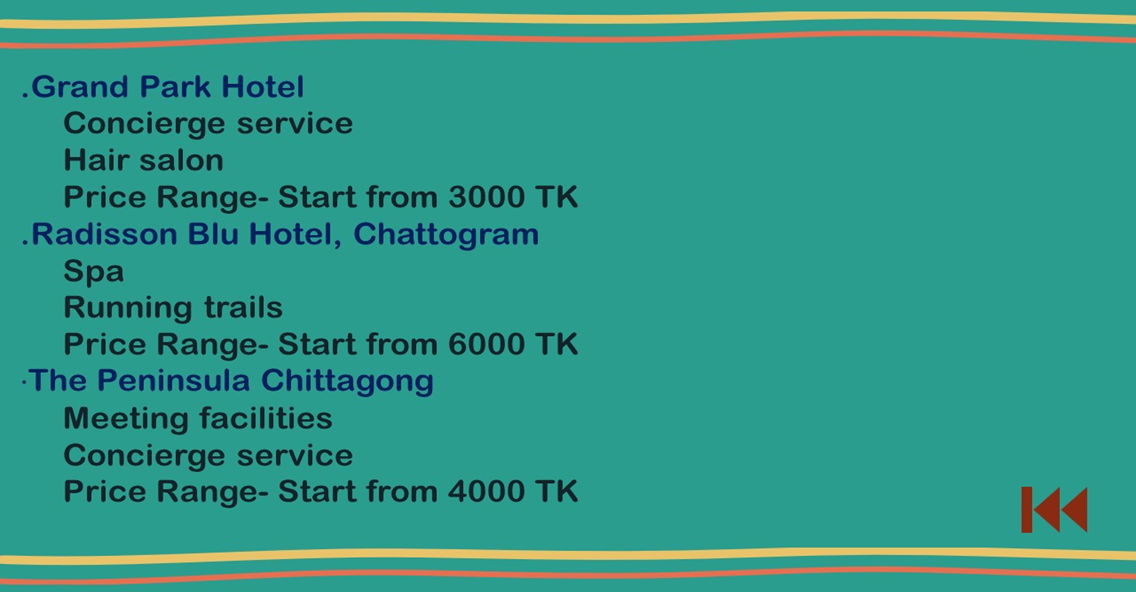 .Grand Park Hotel
Concierge service
Hair salon
Price Range- Start from 3000 TK
.Radisson Blu Hotel, Chattogram
Spa
Running trails
Price Range- Start from 6000 TK
·The Peninsula Chittagong
Meeting facilities
Concierge service
Price Range- Start from 4000 TK